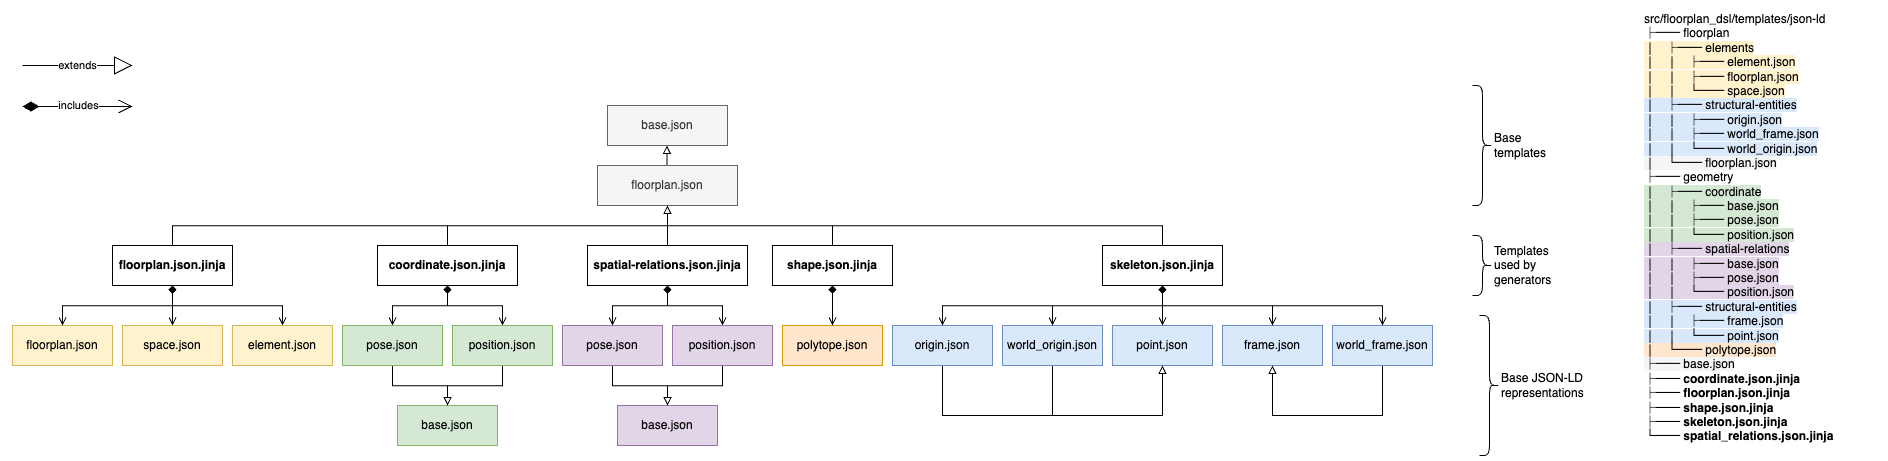 extends
includes
base.json
floorplan.json
Base
templates
floorplan.json.jinja
coordinate.json.jinja
spatial-relations.json.jinja
shape.json.jinja
skeleton.json.jinja
Templates
used by
generators
floorplan.json
space.json
element.json
pose.json
position.json
pose.json
position.json
polytope.json
origin.json
world_origin.json
point.json
frame.json
world_frame.json
base.json
base.json
Base JSON-LD
representations
src/floorplan_dsl/templates/json-ld
floorplan
elements
element.json
floorplan.json
space.json
structural-entities
origin.json
world_frame.json
world_origin.json
floorplan.json
geometry
coordinate
base.json
pose.json
position.json
spatial-relations
base.json
pose.json
position.json
structural-entities
frame.json
point.json
polytope.json
base.json
coordinate.json.jinja
floorplan.json.jinja
shape.json.jinja
skeleton.json.jinja
spatial_relations.json.jinja